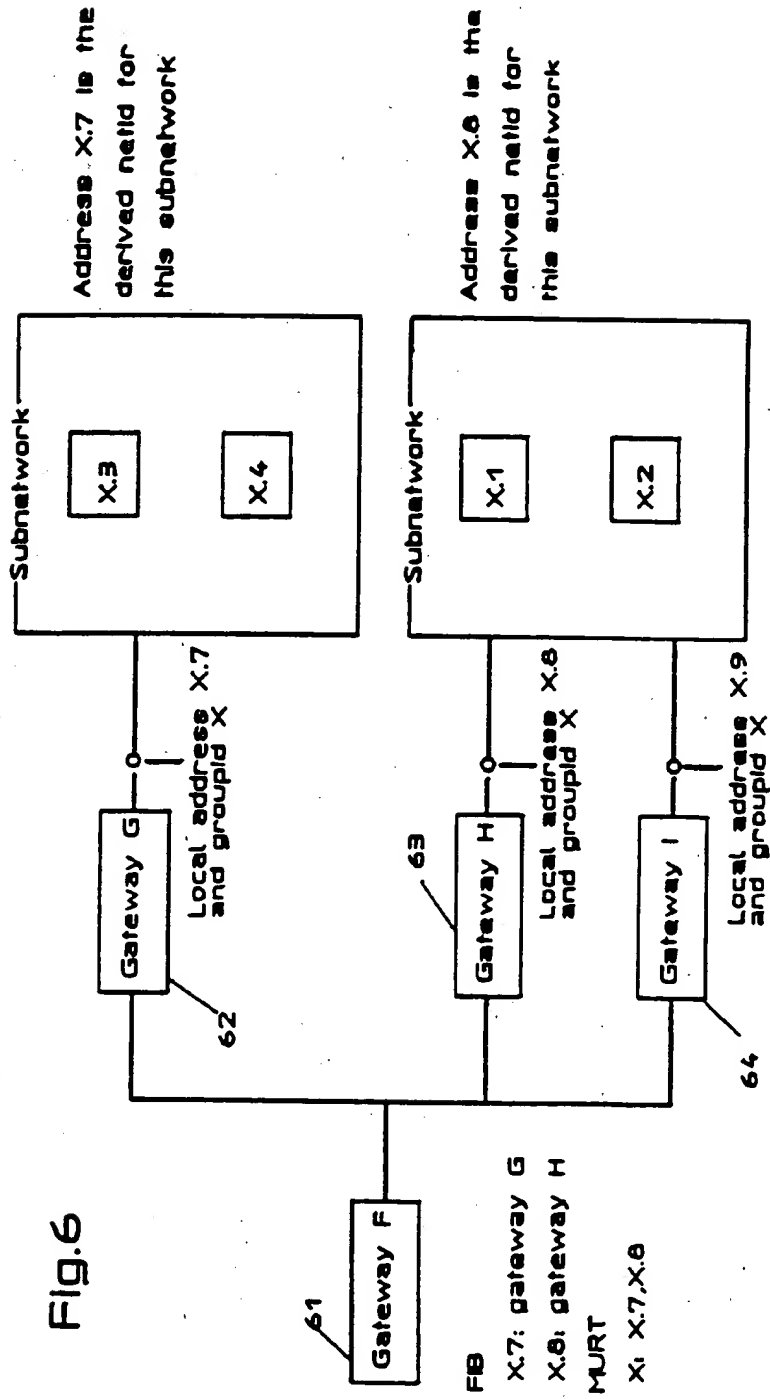 Fig.6
61
Gateway F
FIB
X.7: gateway G
X.8: gateway H
MURT
X: X.7,X.8
62
Gateway G
Local address X.7
and groupid X
Subnetwork
X.3
X.4
Address X.7 is the
derived netid for
this subnetwork
63
Gateway H
Local address X.8
and groupid X
64
Gateway I
Local address X.9
and groupid X
Subnetwork
X.1
X.2
Address X.8 is the
derived netid for
this subnetwork